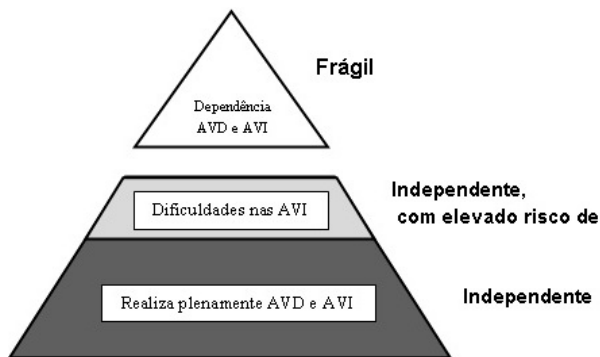 Frágil
Dependência
AVD e AVI
Independente,
com elevado risco de
Dificuldades nas AVI
Independente
Realiza plenamente AVD e AVI